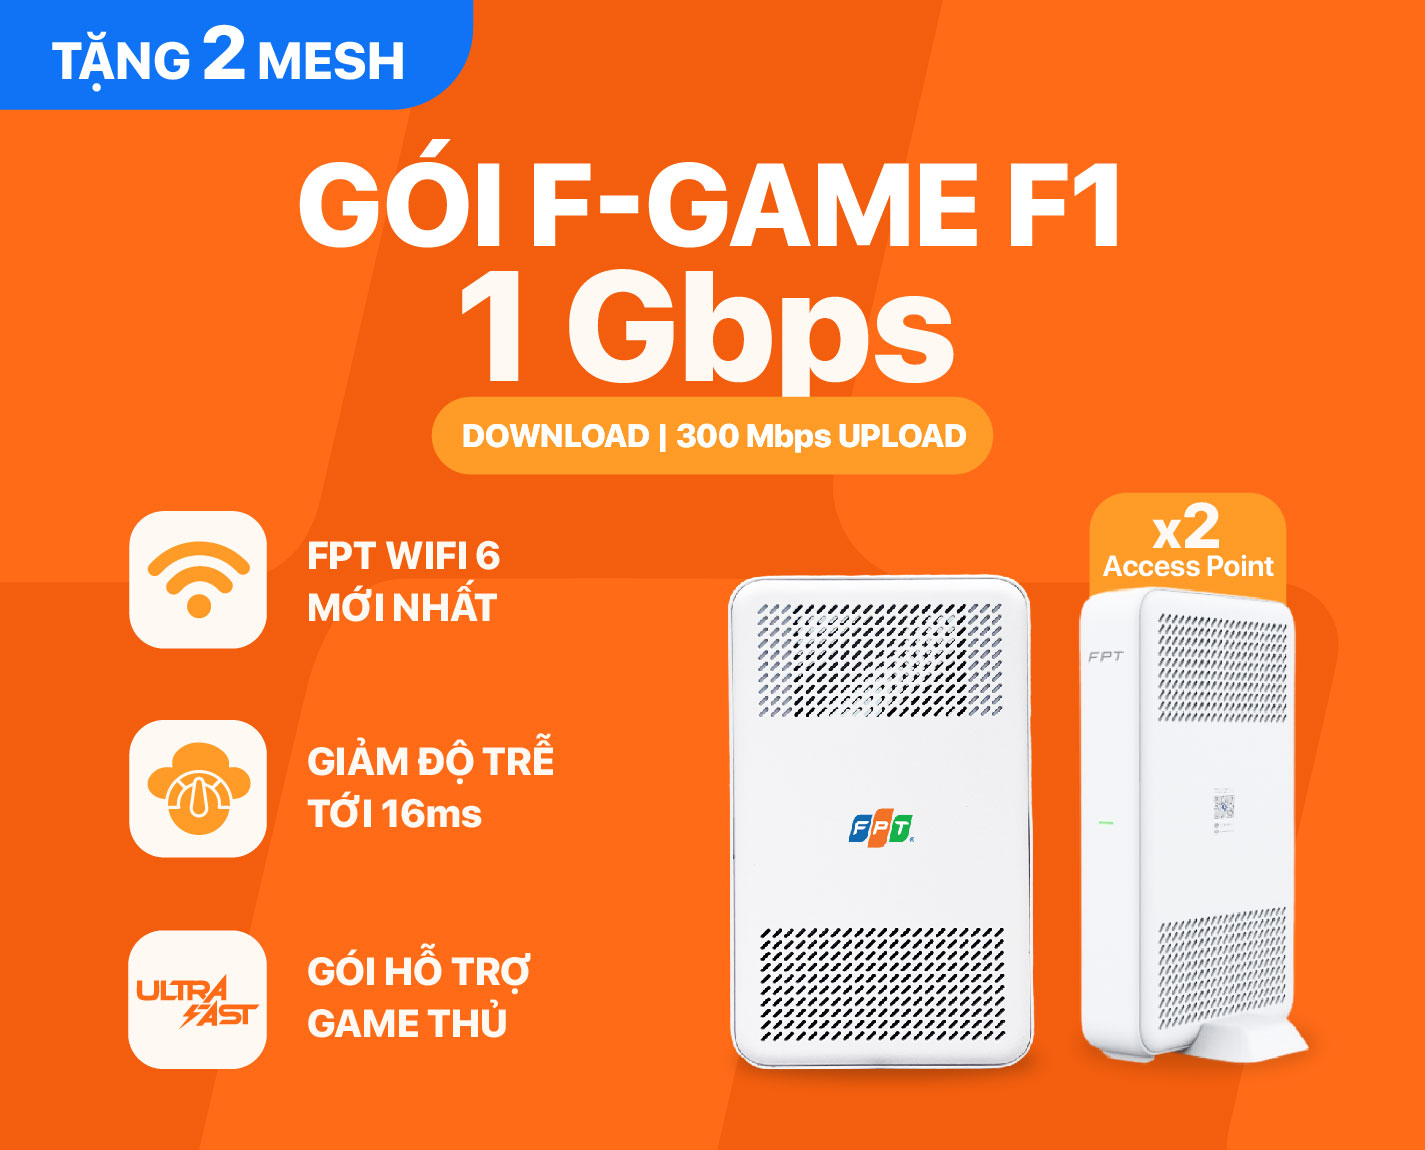 TẶNG 2 MESH
GÓI F-GAME F1
1 Gbps
DOWNLOAD | 300 Mbps UPLOAD
FPT WIFI 6
MỚI NHẤT
GIẢM ĐỘ TRỄ
TỚI 16ms
ULTRA
FAST
GÓI HỖ TRỢ
GAME THỦ
x2
Access Point
FPT
FPT